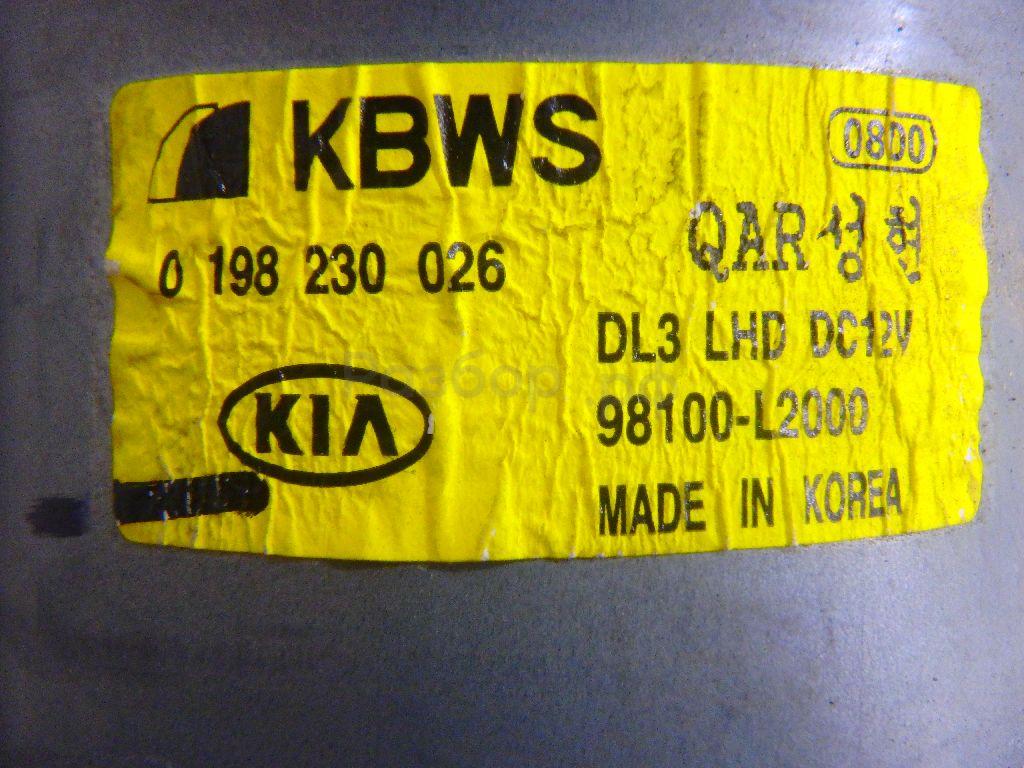 KBWS
0800
QAR 성현
0 198 230 026
DL3 LHD DC12V
KIA
98100-L2000
MADE IN KOREA